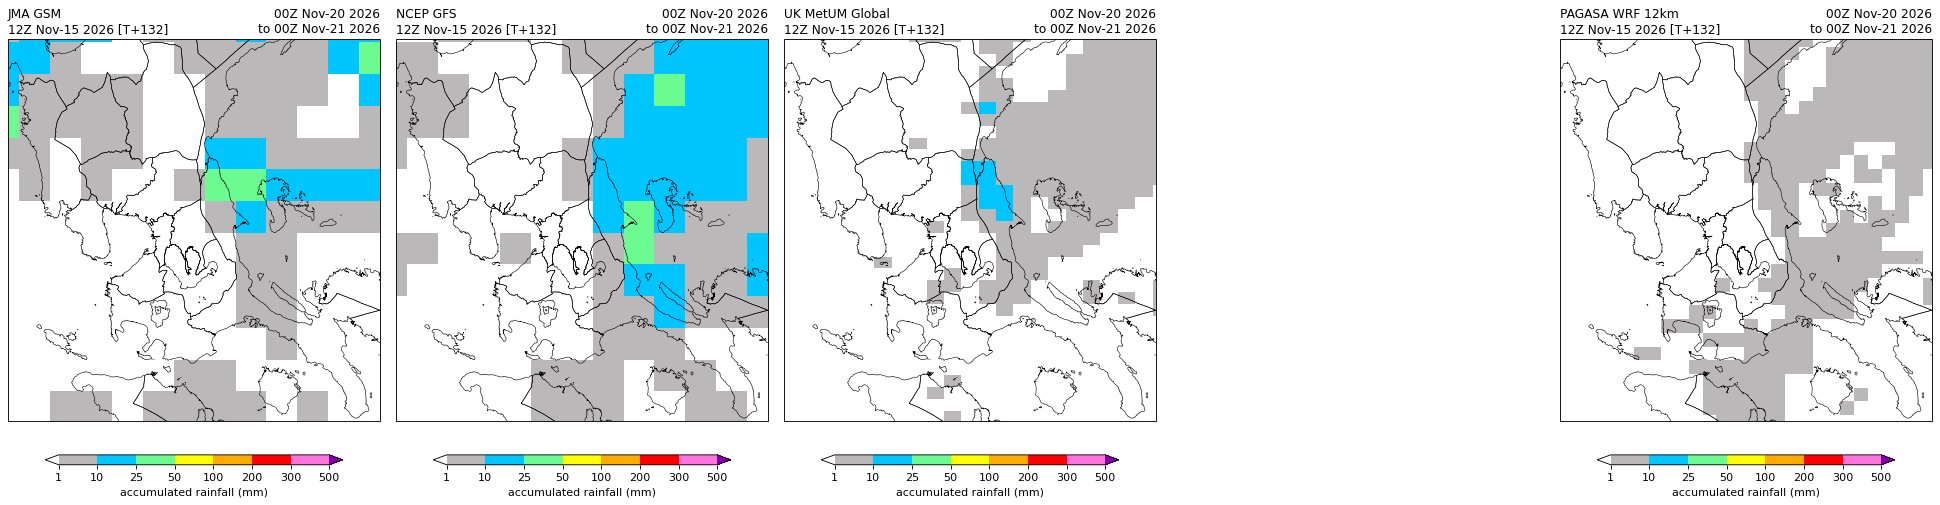 JMA GSM
00Z Nov-20 2026
12Z Nov-15 2026 [T+132]
to 00Z Nov-21 2026
1 10 25 50 100 200 300 500
accumulated rainfall (mm)
NCEP GFS
00Z Nov-20 2026
12Z Nov-15 2026 [T+132]
to 00Z Nov-21 2026
1 10 25 50 100 200 300 500
accumulated rainfall (mm)
UK MetUM Global
00Z Nov-20 2026
12Z Nov-15 2026 [T+132]
to 00Z Nov-21 2026
1 10 25 50 100 200 300 500
accumulated rainfall (mm)
PAGASA WRF 12km
00Z Nov-20 2026
12Z Nov-15 2026 [T+132]
to 00Z Nov-21 2026
1 10 25 50 100 200 300 500
accumulated rainfall (mm)